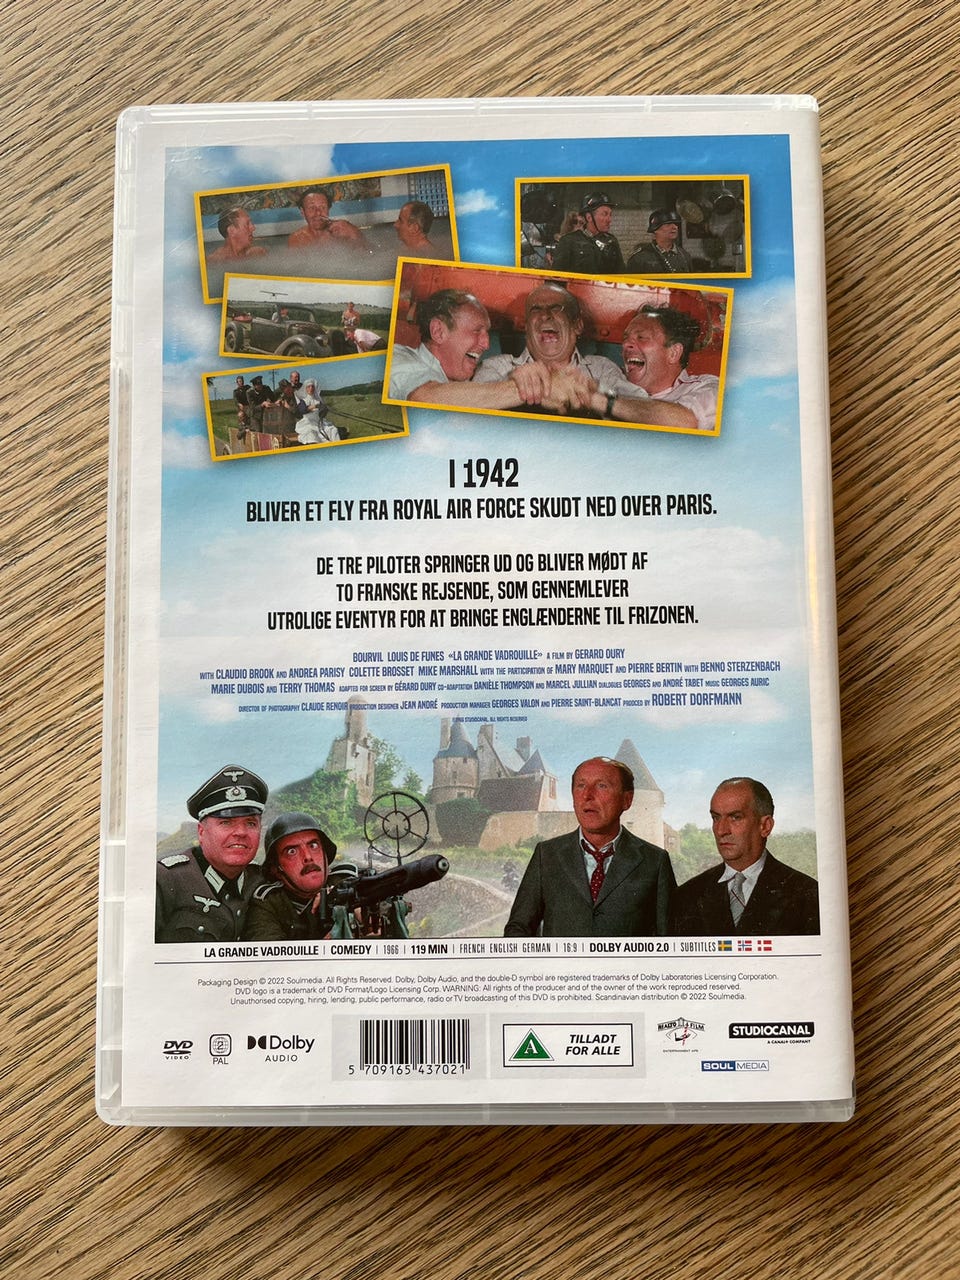 I 1942
BLIVER ET FLY FRA ROYAL AIR FORCE SKUDT NED OVER PARIS.
DE TRE PILOTER SPRINGER UD OG BLIVER MØDT AF
TO FRANSKE REJSENDE, SOM GENNEMLEVER
UTROLIGE EVENTYR FOR AT BRINGE ENGLÆNDERNE TIL FRIZONEN.
BOURVIL LOUIS DE FUNES «LA GRANDE VADROUILLE» A FILM BY GERARD OURY
WITH CLAUDIO BROOK AND ANDREA PARISY COLETTE BROSSET MIKE MARSHALL WITH THE PARTICIPATION OF MARY MARQUET AND PIERRE BERTIN WITH BENNO STERZENBACH
MARIE DUBOIS AND TERRY THOMAS ADAPTED FOR SCREEN BY GÉRARD OURY CO-ADAPTATION DANIÈLE THOMPSON AND MARCEL JULLIAN DIALOGUES GEORGES AND ANDRÉ TABET MUSIC GEORGES AURIC
DIRECTOR OF PHOTOGRAPHY CLAUDE RENOIR PRODUCTION DESIGNER JEAN ANDRÉ PRODUCTION MANAGER GEORGES VALON AND PIERRE SAINT-BLANCAT PRODCED BY ROBERT DORFMANN
STUDIOCANAL. ALL RIGHTS RESERVED
LA GRANDE VADROUILLE | COMEDY | 1966 | 119 MIN | FRENCH ENGLISH GERMAN | 16:9 | DOLBY AUDIO 2.0 | SUBTITLES
Packaging Design © 2022 Soulmedia. All Rights Reserved. Dolby, Dolby Audio, and the double-D symbol are registered trademarks of Dolby Laboratories Licensing Corporation.
DVD logo is a trademark of DVD Format/Logo Licensing Corp. WARNING: All rights of the producer and of the owner of the work reproduced reserved.
Unauthorised copying, hiring, lending, public performance, radio or TV broadcasting of this DVD is prohibited. Scandinavian distribution © 2022 Soulmedia.
DVD
VIDEO
2
PAL
Dolby
AUDIO
5 709165 437021
A
TILLADT
FOR ALLE
REALTO FILM
ENTERTAINMENT APS
STUDIOCANAL
A CANAL+ COMPANY
SOUL MEDIA